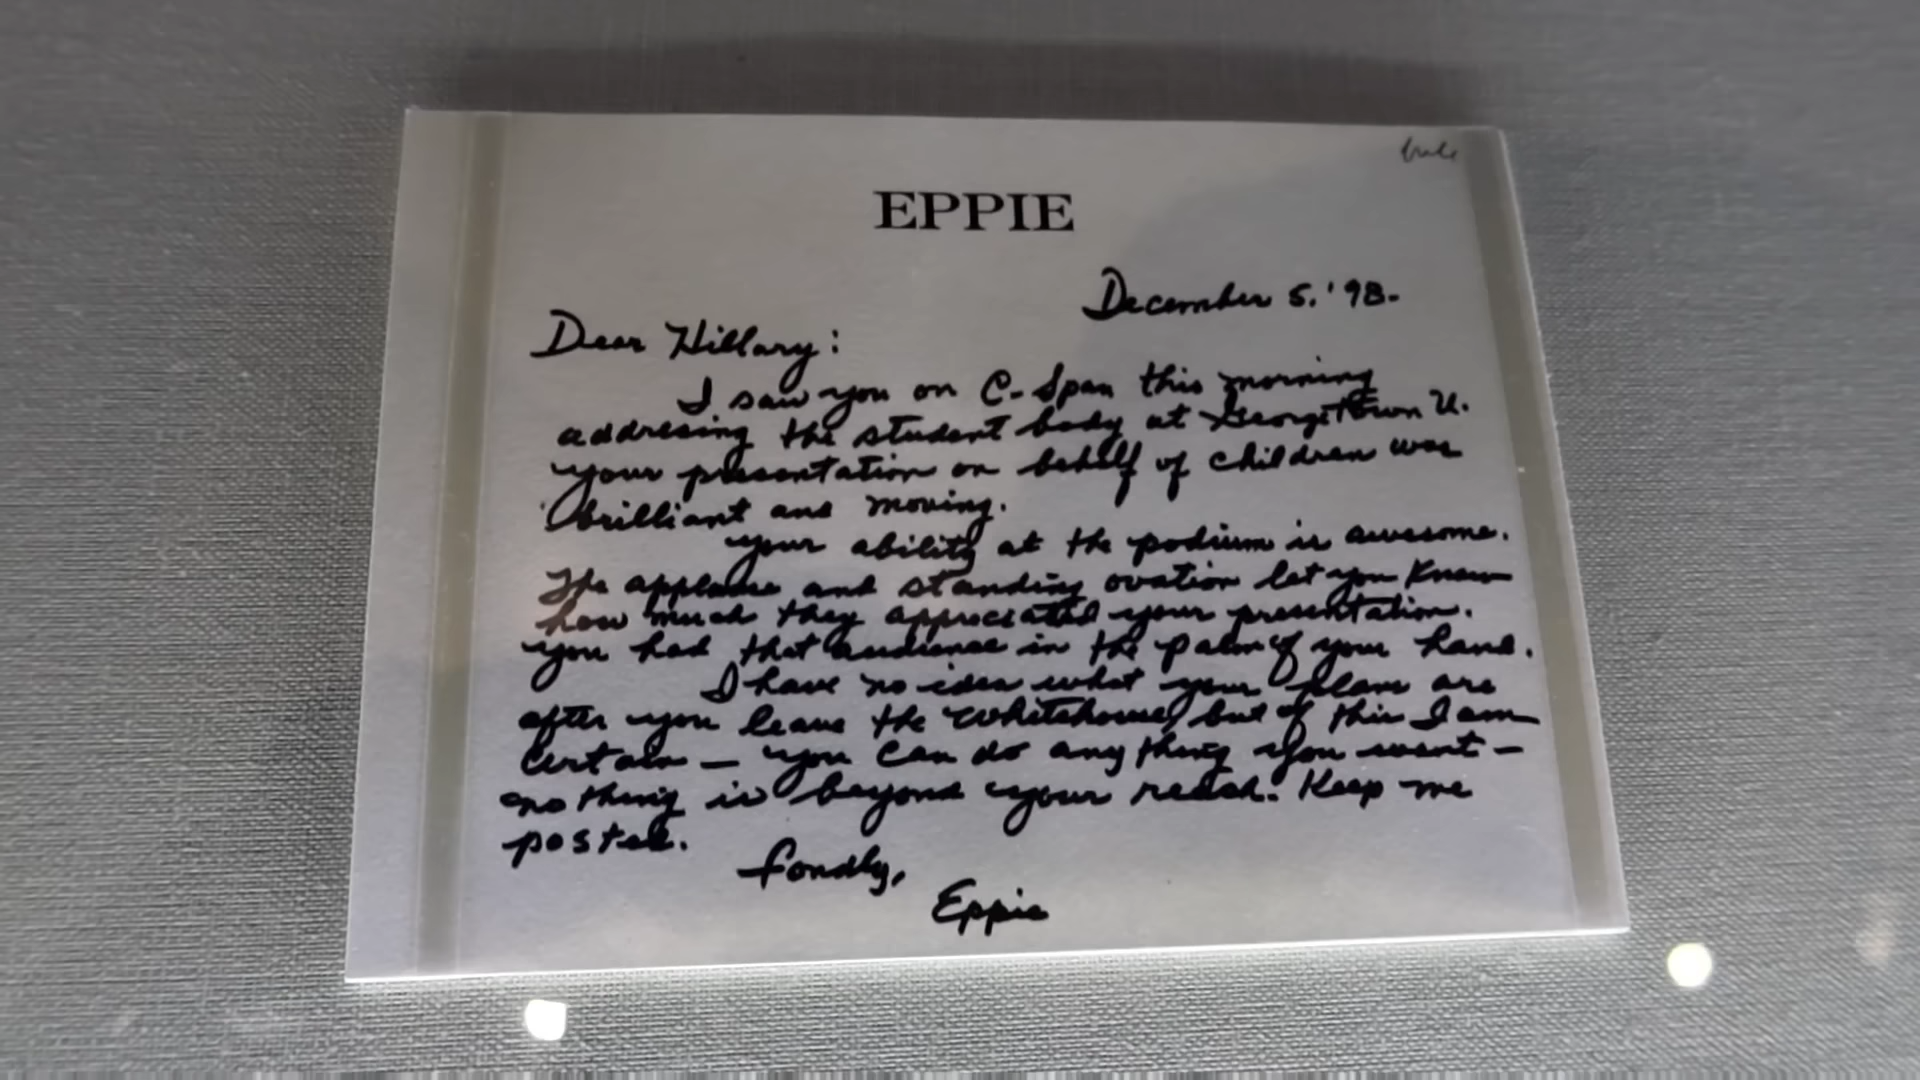 EPPIE
December 5. '98.
Dear Hillary:
I saw you on C-Span this morning
addresing the student body at Georgetown U.
your presentation on behalf of children was
brilliant and moving.
your ability at the podium is awesome.
The applause and standing ovation let you know
how much they appreciated your presentation.
you had that audience in the palm of your hand.
I have no idea what your plans are
after you leave the Whitehouse, but of this I am
certain — you can do anything you want —
nothing is beyond your reach. Keep me
posted.
Fondly,
Eppie